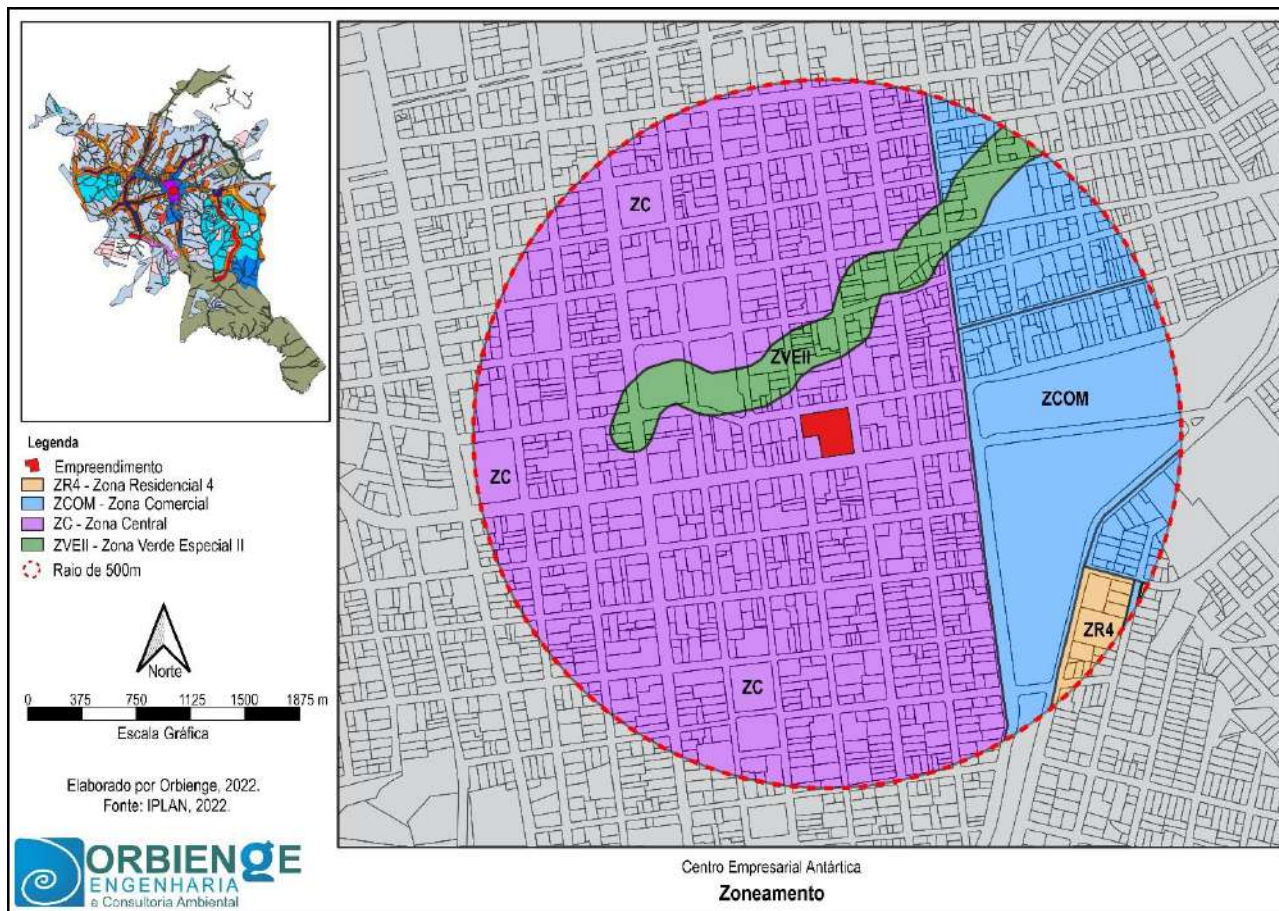 ZC
ZVEII
ZCOM
ZC
ZR4
ZC
Legenda
Empreendimento
ZR4 - Zona Residencial 4
ZCOM - Zona Comercial
ZC - Zona Central
ZVEII - Zona Verde Especial II
Raio de 500m
Norte
0 375 750 1125 1500 1875 m
Escala Gráfica
Elaborado por Orbienge, 2022.
Fonte: IPLAN, 2022.
ORBIENGE
ENGENHARIA
e Consultoria Ambiental
Centro Empresarial Antártica
Zoneamento